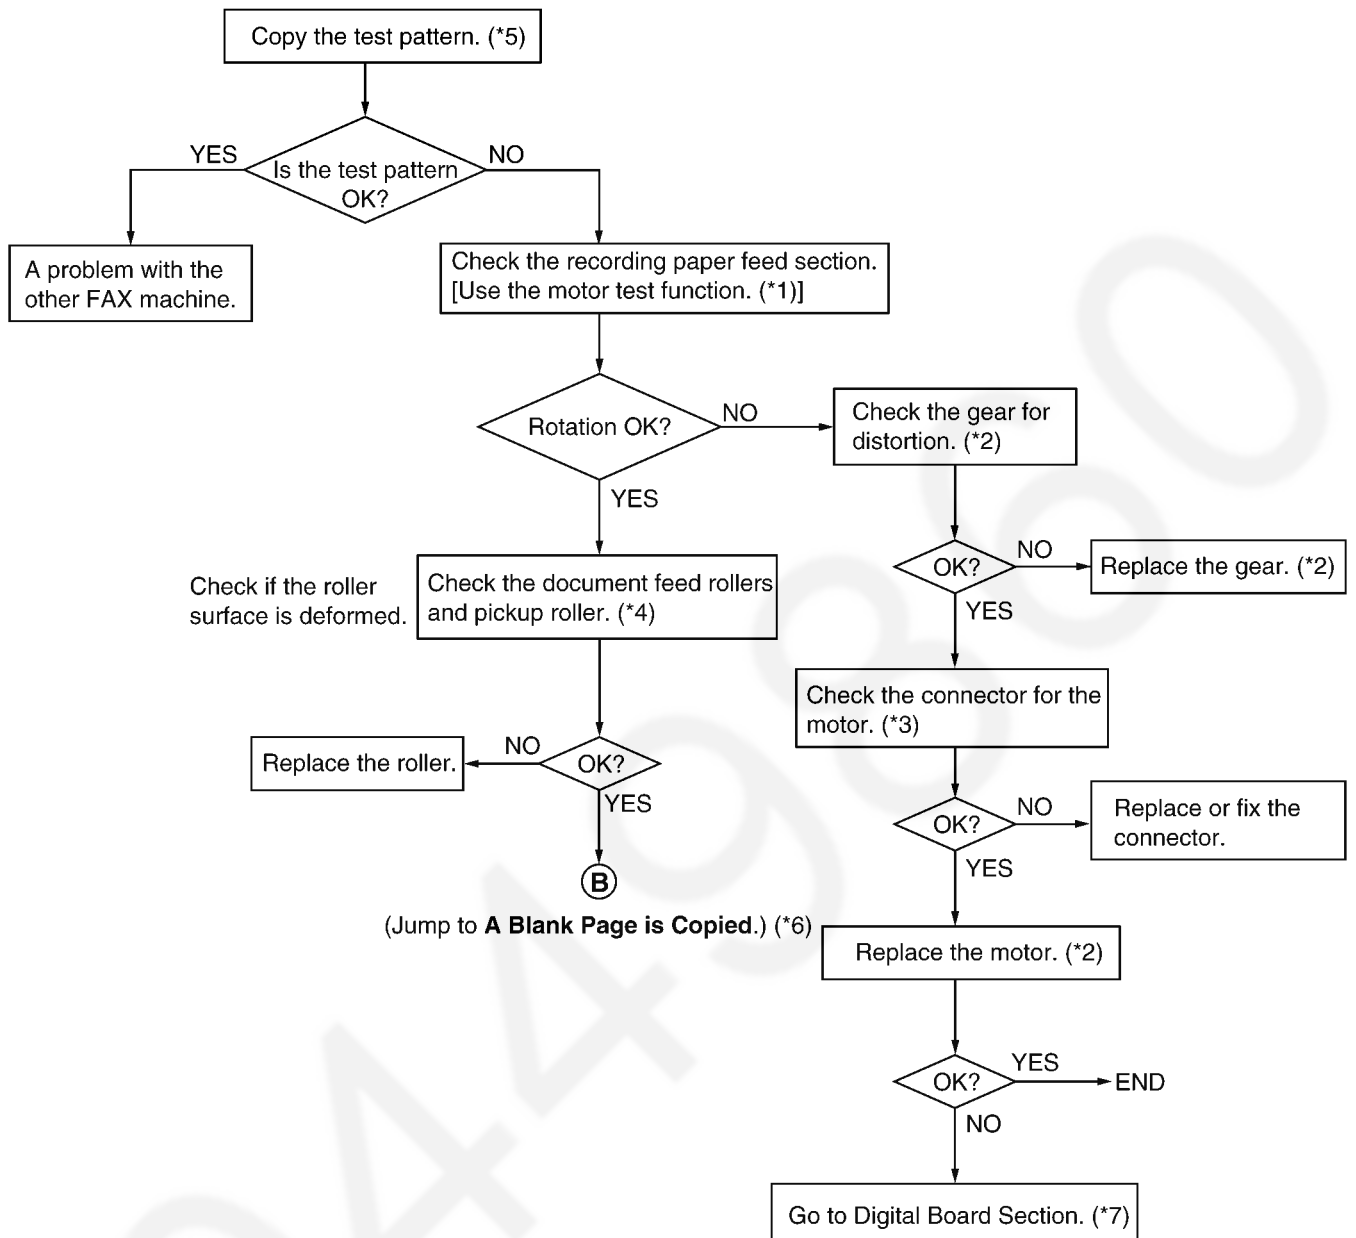 Copy the test pattern. (*5)
YES
NO
Is the test pattern
OK?
A problem with the
other FAX machine.
Check the recording paper feed section.
[Use the motor test function. (*1)]
Rotation OK?
NO
Check the gear for
distortion. (*2)
YES
OK?
NO
Replace the gear. (*2)
YES
Check if the roller
surface is deformed.
Check the document feed rollers
and pickup roller. (*4)
Check the connector for the
motor. (*3)
Replace the roller.
NO
OK?
YES
OK?
NO
Replace or fix the
connector.
YES
B
(Jump to A Blank Page is Copied.) (*6)
Replace the motor. (*2)
OK?
YES
END
NO
Go to Digital Board Section. (*7)
9449860